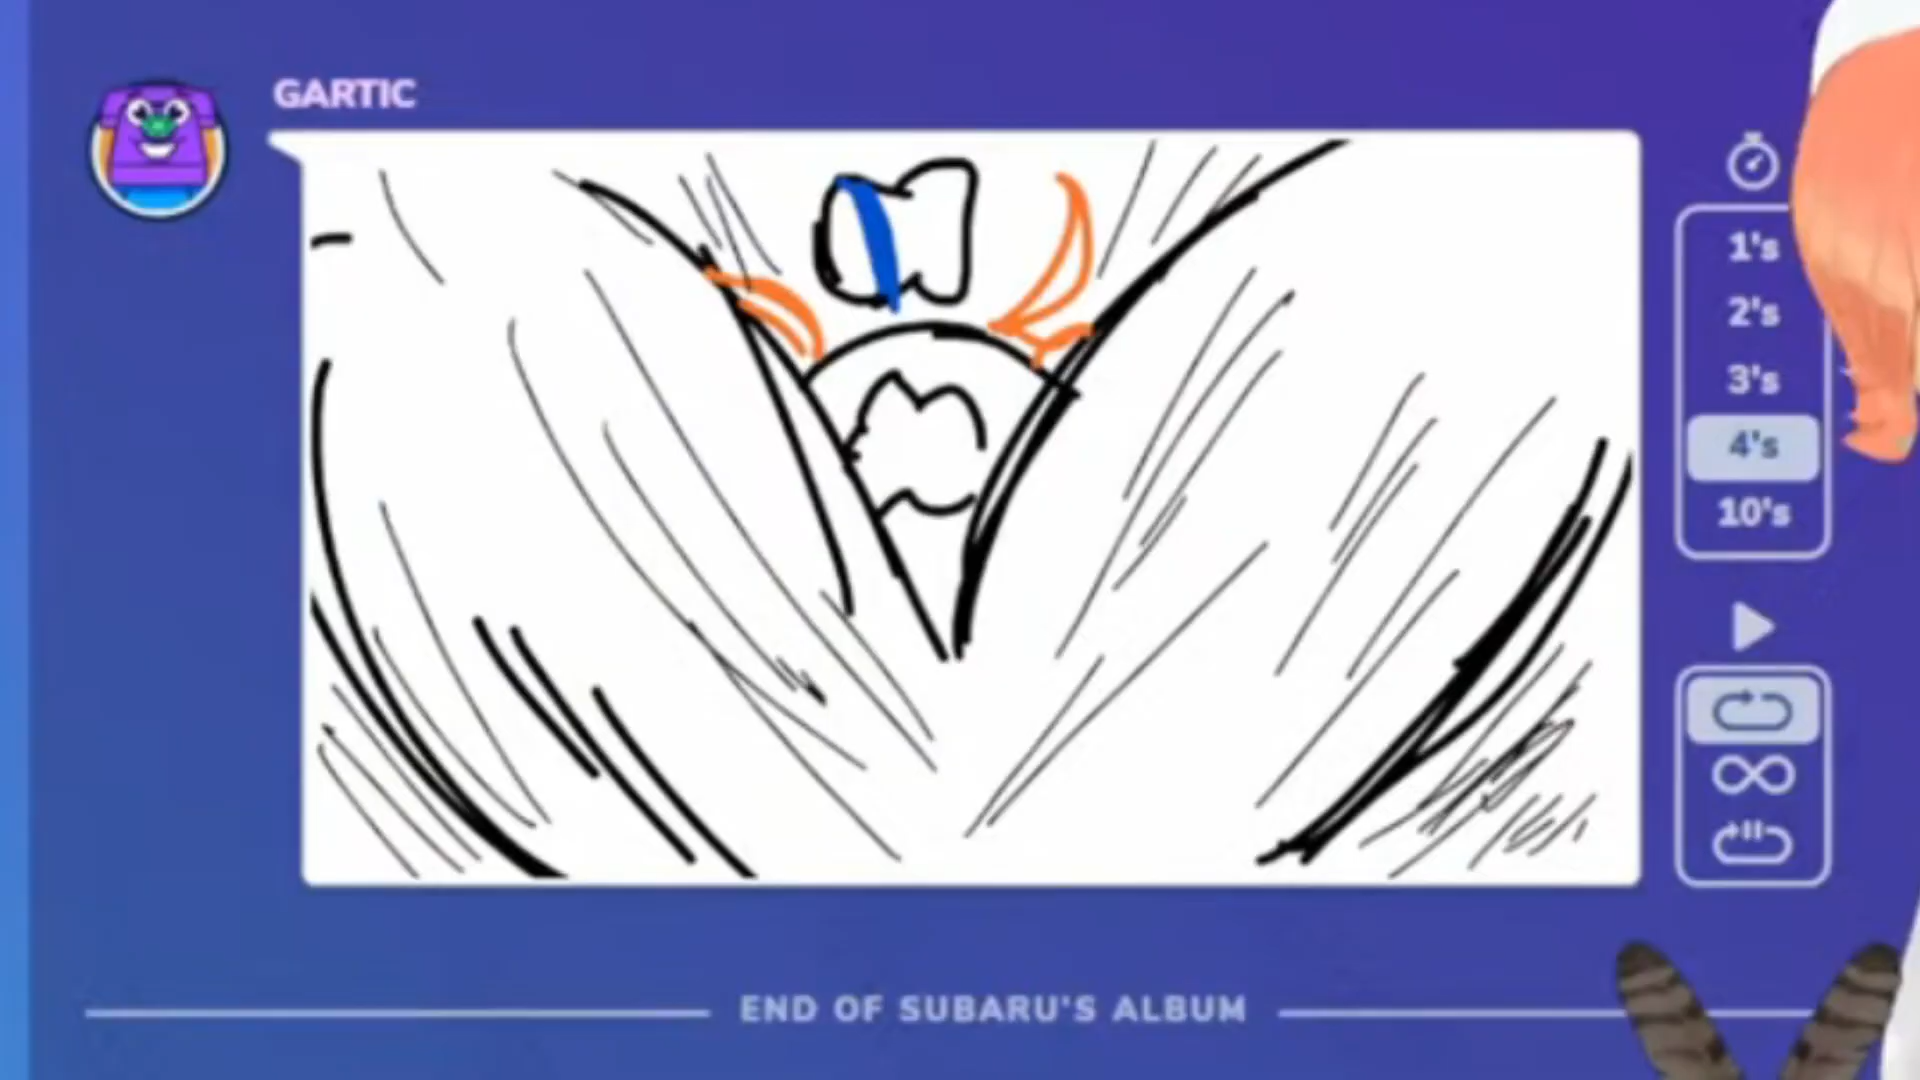 GARTIC
1's
2's
3's
4's
10's
END OF SUBARU'S ALBUM